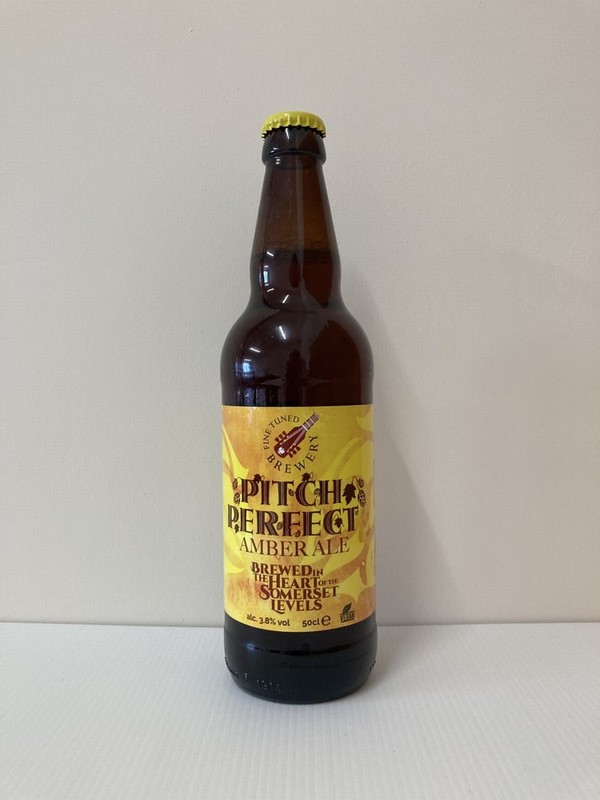 FINE TUNED
BREWERY
PITCH
PERFECT
AMBER ALE
BREWED IN
THE HEART OF THE
SOMERSET
LEVELS
alc. 3.8% vol 50cl e